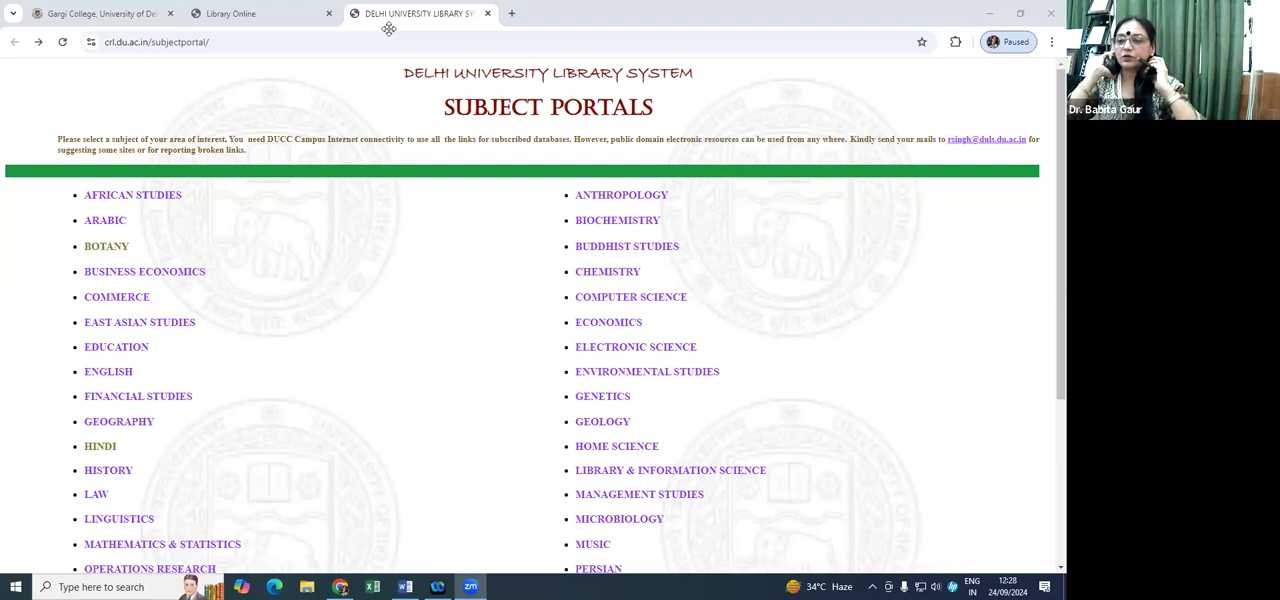 Gargi College, University of Del
Library Online
DELHI UNIVERSITY LIBRARY SYS
crl.du.ac.in/subjectportal/
Paused
Dr. Babita Gaur
DELHI UNIVERSITY LIBRARY SYSTEM
SUBJECT PORTALS
Please select a subject of your area of interest. You need DUCC Campus Internet connectivity to use all the links for subscribed databases. However, public domain electronic resources can be used from any where. Kindly send your mails to rsingh@duls.du.ac.in for
suggesting some sites or for reporting broken links.
AFRICAN STUDIES
ANTHROPOLOGY
ARABIC
BIOCHEMISTRY
BOTANY
BUDDHIST STUDIES
BUSINESS ECONOMICS
CHEMISTRY
COMMERCE
COMPUTER SCIENCE
EAST ASIAN STUDIES
ECONOMICS
EDUCATION
ELECTRONIC SCIENCE
ENGLISH
ENVIRONMENTAL STUDIES
FINANCIAL STUDIES
GENETICS
GEOGRAPHY
GEOLOGY
HINDI
HOME SCIENCE
HISTORY
LIBRARY & INFORMATION SCIENCE
LAW
MANAGEMENT STUDIES
LINGUISTICS
MICROBIOLOGY
MATHEMATICS & STATISTICS
MUSIC
OPERATIONS RESEARCH
PERSIAN
Type here to search
34°C Haze
ENG
IN
12:28
24/09/2024